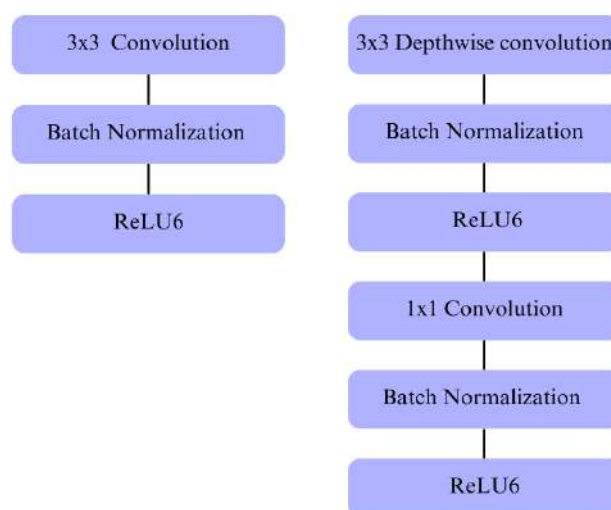 3x3 Convolution
Batch Normalization
ReLU6
3x3 Depthwise convolution
Batch Normalization
ReLU6
1x1 Convolution
Batch Normalization
ReLU6